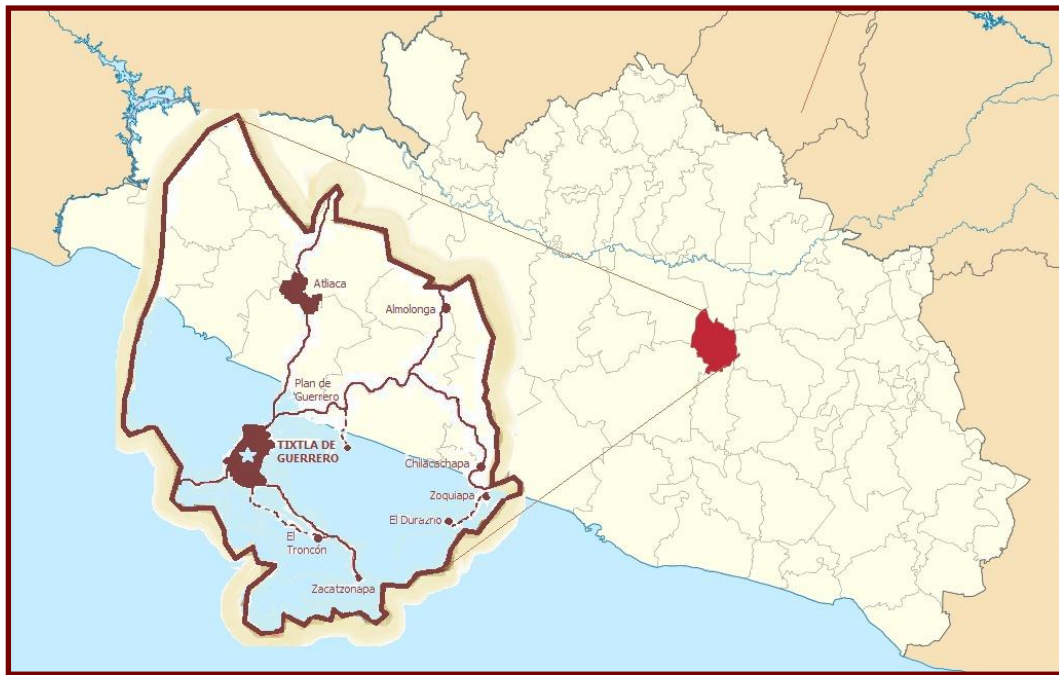 Atliaca
Almolonga
Plan de
Guerrero
TIXTLA DE
GUERRERO
Chilacachapa
Zoquiapa
El Durazno
El
Troncón
Zacatzonapa